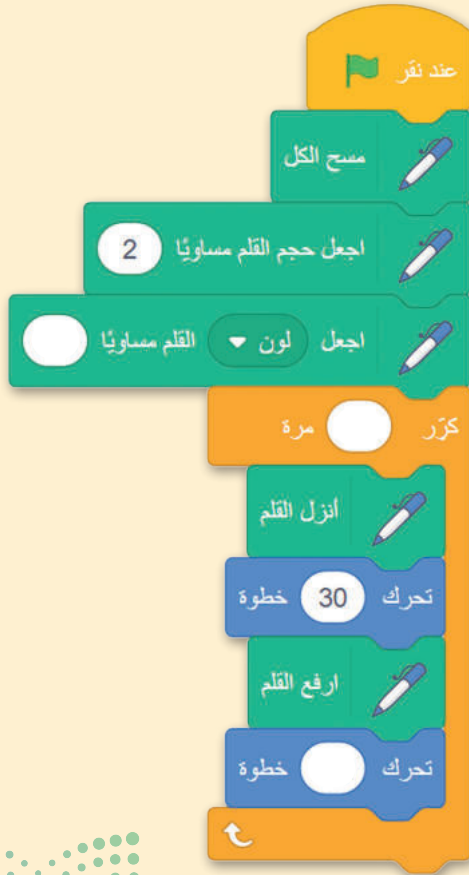 عند نقر
مسح الكل
اجعل حجم القلم مساويًا 2
اجعل لون القلم مساويًا
كرّر مرة
أنزل القلم
تحرك 30 خطوة
ارفع القلم
تحرك خطوة